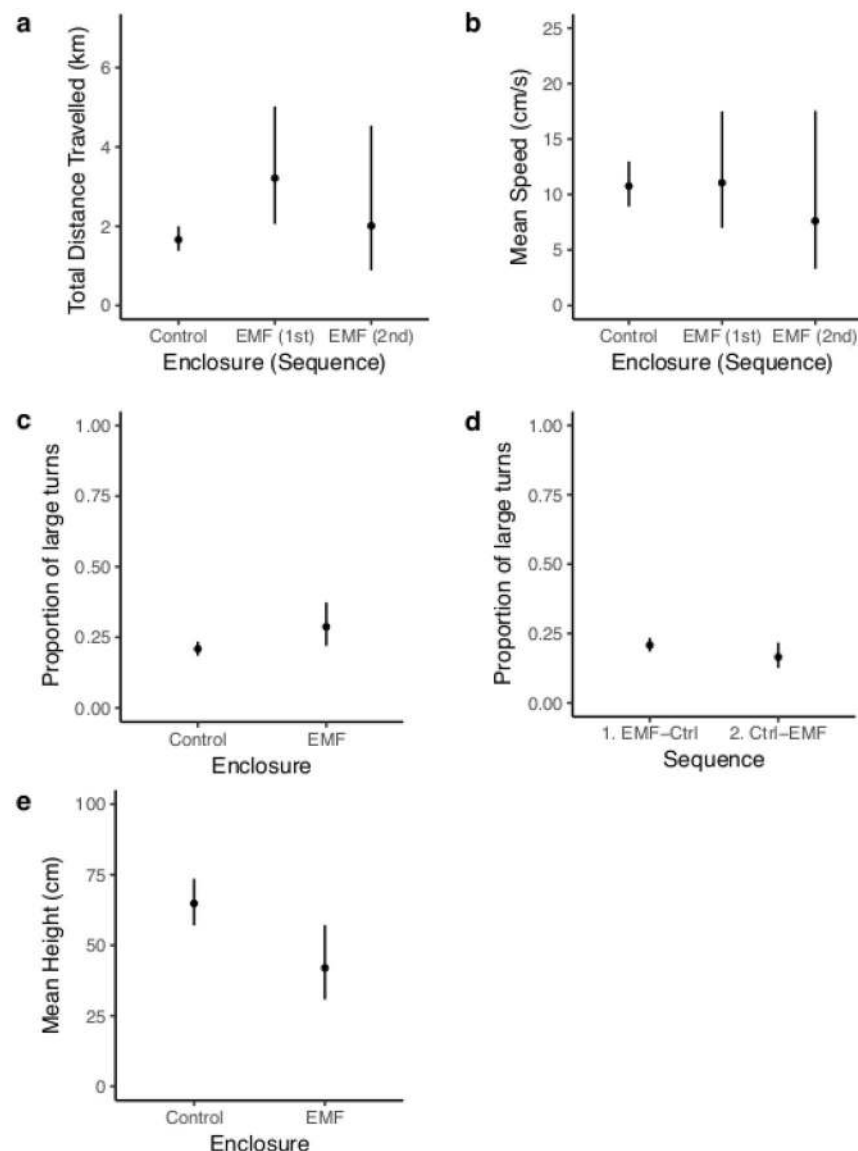 a
Total Distance Travelled (km)
6
4
2
0
Control EMF (1st) EMF (2nd)
Enclosure (Sequence)
b
Mean Speed (cm/s)
25
20
15
10
5
0
Control EMF (1st) EMF (2nd)
Enclosure (Sequence)
c
Proportion of large turns
1.00
0.75
0.50
0.25
0.00
Control EMF
Enclosure
d
Proportion of large turns
1.00
0.75
0.50
0.25
0.00
1. EMF–Ctrl 2. Ctrl–EMF
Sequence
e
Mean Height (cm)
100
75
50
25
0
Control EMF
Enclosure